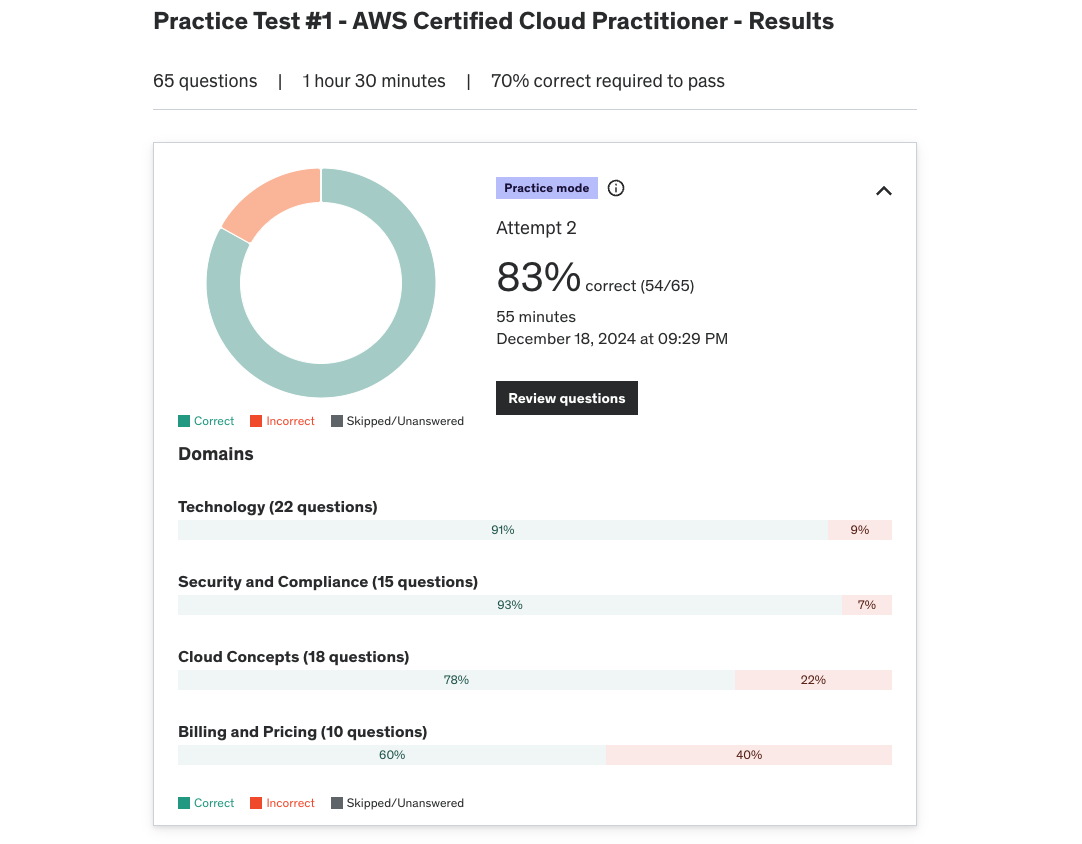 Practice Test #1 - AWS Certified Cloud Practitioner - Results
65 questions | 1 hour 30 minutes | 70% correct required to pass
Practice mode
Attempt 2
83% correct (54/65)
55 minutes
December 18, 2024 at 09:29 PM
Review questions
Correct Incorrect Skipped/Unanswered
Domains
Technology (22 questions)
91% 9%
Security and Compliance (15 questions)
93% 7%
Cloud Concepts (18 questions)
78% 22%
Billing and Pricing (10 questions)
60% 40%
Correct Incorrect Skipped/Unanswered